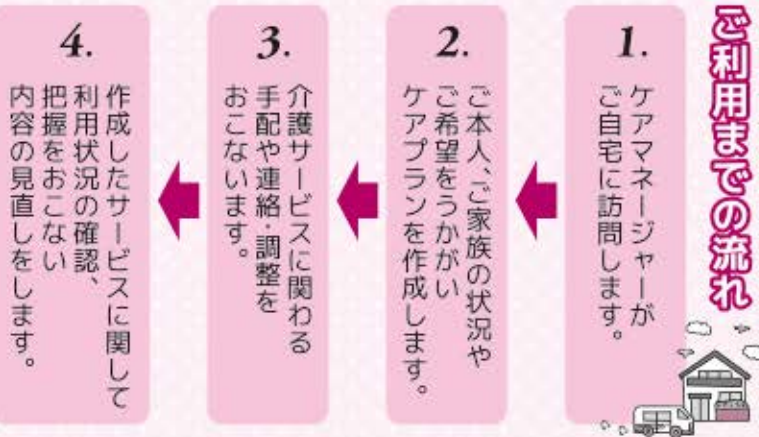 ご利用までの流れ
1.
ケアマネージャーが
ご自宅に訪問します。
2.
ご本人、ご家族の状況や
ご希望をうかがい
ケアプランを作成します。
3.
介護サービスに関わる
手配や連絡・調整を
おこないます。
4.
作成したサービスに関して
利用状況の確認、
把握をおこない
内容の見直しをします。